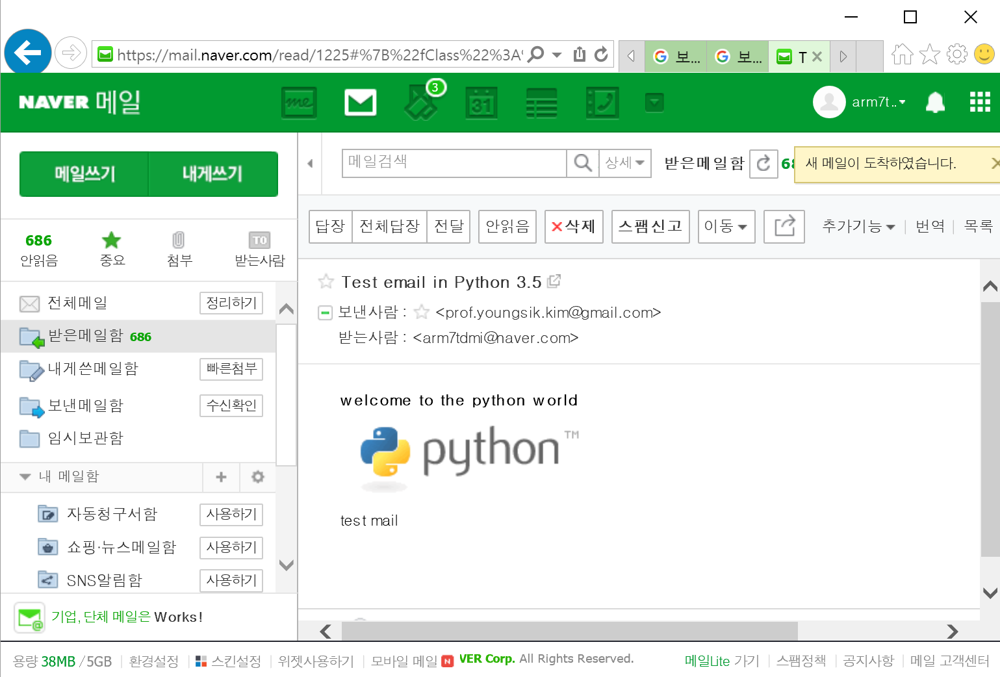 https://mail.naver.com/read/1225#%7B%22fClass%22%3A%
보...
보...
T
NAVER 메일
me
3
31
arm7t..
메일쓰기
내게쓰기
메일검색
상세
받은메일함
68
새 메일이 도착하였습니다.
답장
전체답장
전달
안읽음
삭제
스팸신고
이동
추가기능
번역
목록
686
안읽음
중요
첨부
TO
받는사람
전체메일
정리하기
받은메일함 686
내게쓴메일함
빠른첨부
보낸메일함
수신확인
임시보관함
내 메일함
자동청구서함
사용하기
쇼핑·뉴스메일함
사용하기
SNS알림함
사용하기
기업, 단체 메일은 Works!
Test email in Python 3.5
보낸사람 : <prof.youngsik.kim@gmail.com>
받는사람 : <arm7tdmi@naver.com>
welcome to the python world
python™
test mail
용량 38MB / 5GB
환경설정
스킨설정
위젯사용하기
모바일 메일 N
VER Corp. All Rights Reserved.
메일Lite 가기
스팸정책
공지사항
메일 고객센터